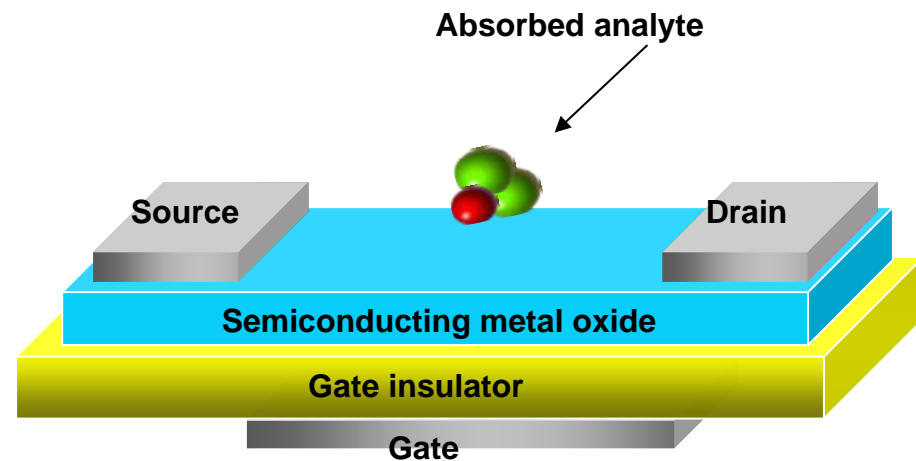 Absorbed analyte
Source
Drain
Semiconducting metal oxide
Gate insulator
Gate